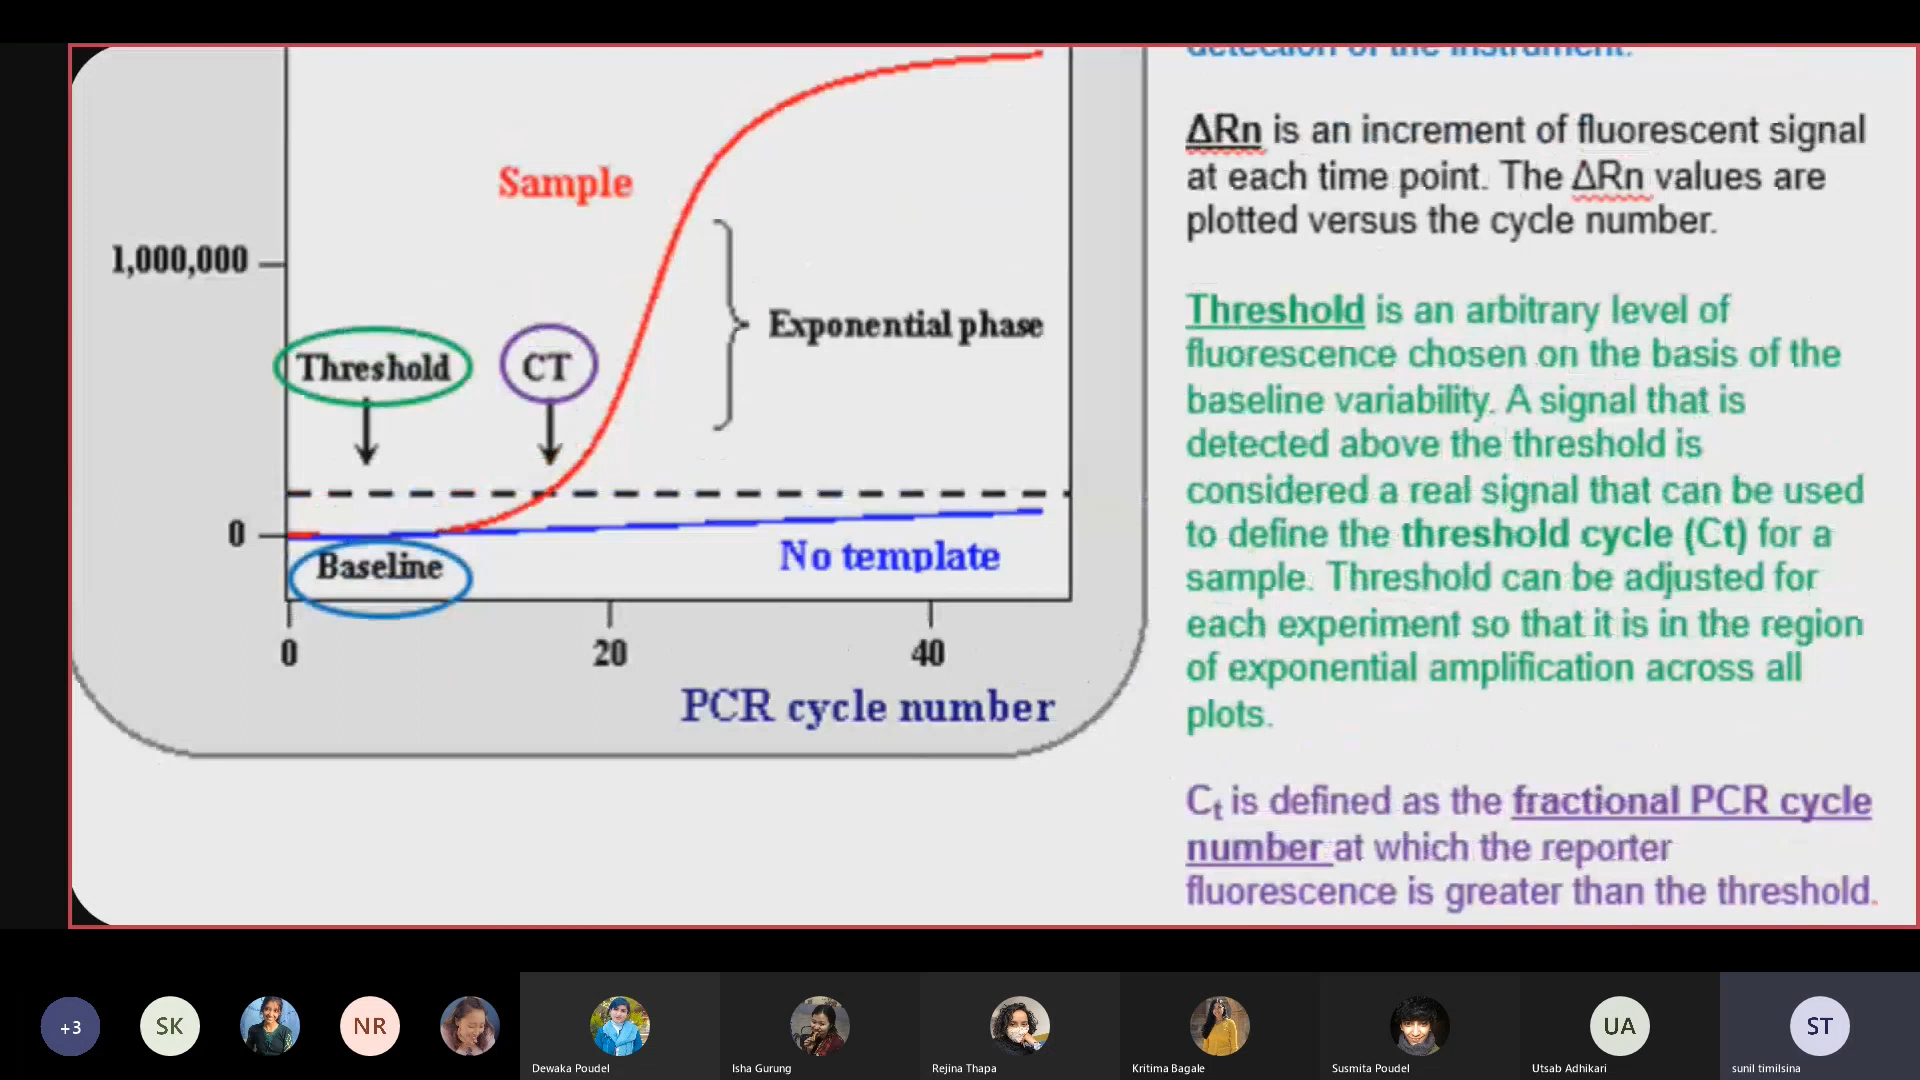 detection of the instrument.
ΔRn is an increment of fluorescent signal
at each time point. The ΔRn values are
plotted versus the cycle number.
Threshold is an arbitrary level of
fluorescence chosen on the basis of the
baseline variability. A signal that is
detected above the threshold is
considered a real signal that can be used
to define the threshold cycle (Ct) for a
sample. Threshold can be adjusted for
each experiment so that it is in the region
of exponential amplification across all
plots.
Ct is defined as the fractional PCR cycle
number at which the reporter
fluorescence is greater than the threshold.
Sample
1,000,000
Exponential phase
Threshold
CT
0
No template
Baseline
0 20 40
PCR cycle number
+3
SK
NR
Dewaka Poudel
Isha Gurung
Rejina Thapa
Kritima Bagale
Susmita Poudel
UA
Utsab Adhikari
ST
sunil timilsina